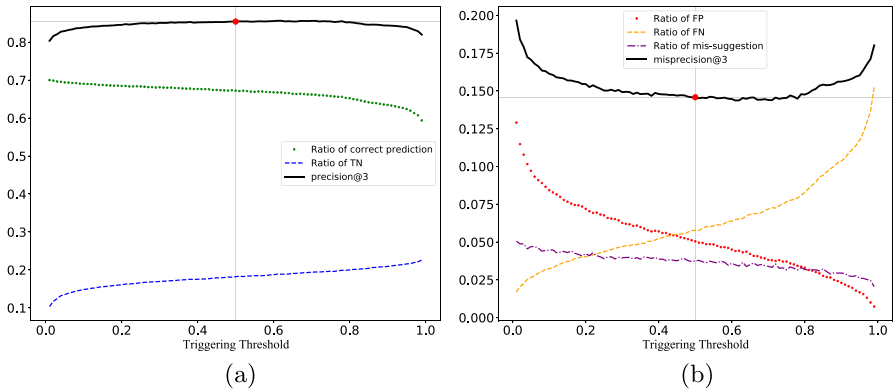 0.8
0.7
0.6
0.5
0.4
0.3
0.2
0.1
Ratio of correct prediction
Ratio of TN
precision@3
0.0 0.2 0.4 0.6 0.8 1.0
Triggering Threshold
(a)
0.200
0.175
0.150
0.125
0.100
0.075
0.050
0.025
0.000
Ratio of FP
Ratio of FN
Ratio of mis-suggestion
misprecision@3
0.0 0.2 0.4 0.6 0.8 1.0
Triggering Threshold
(b)